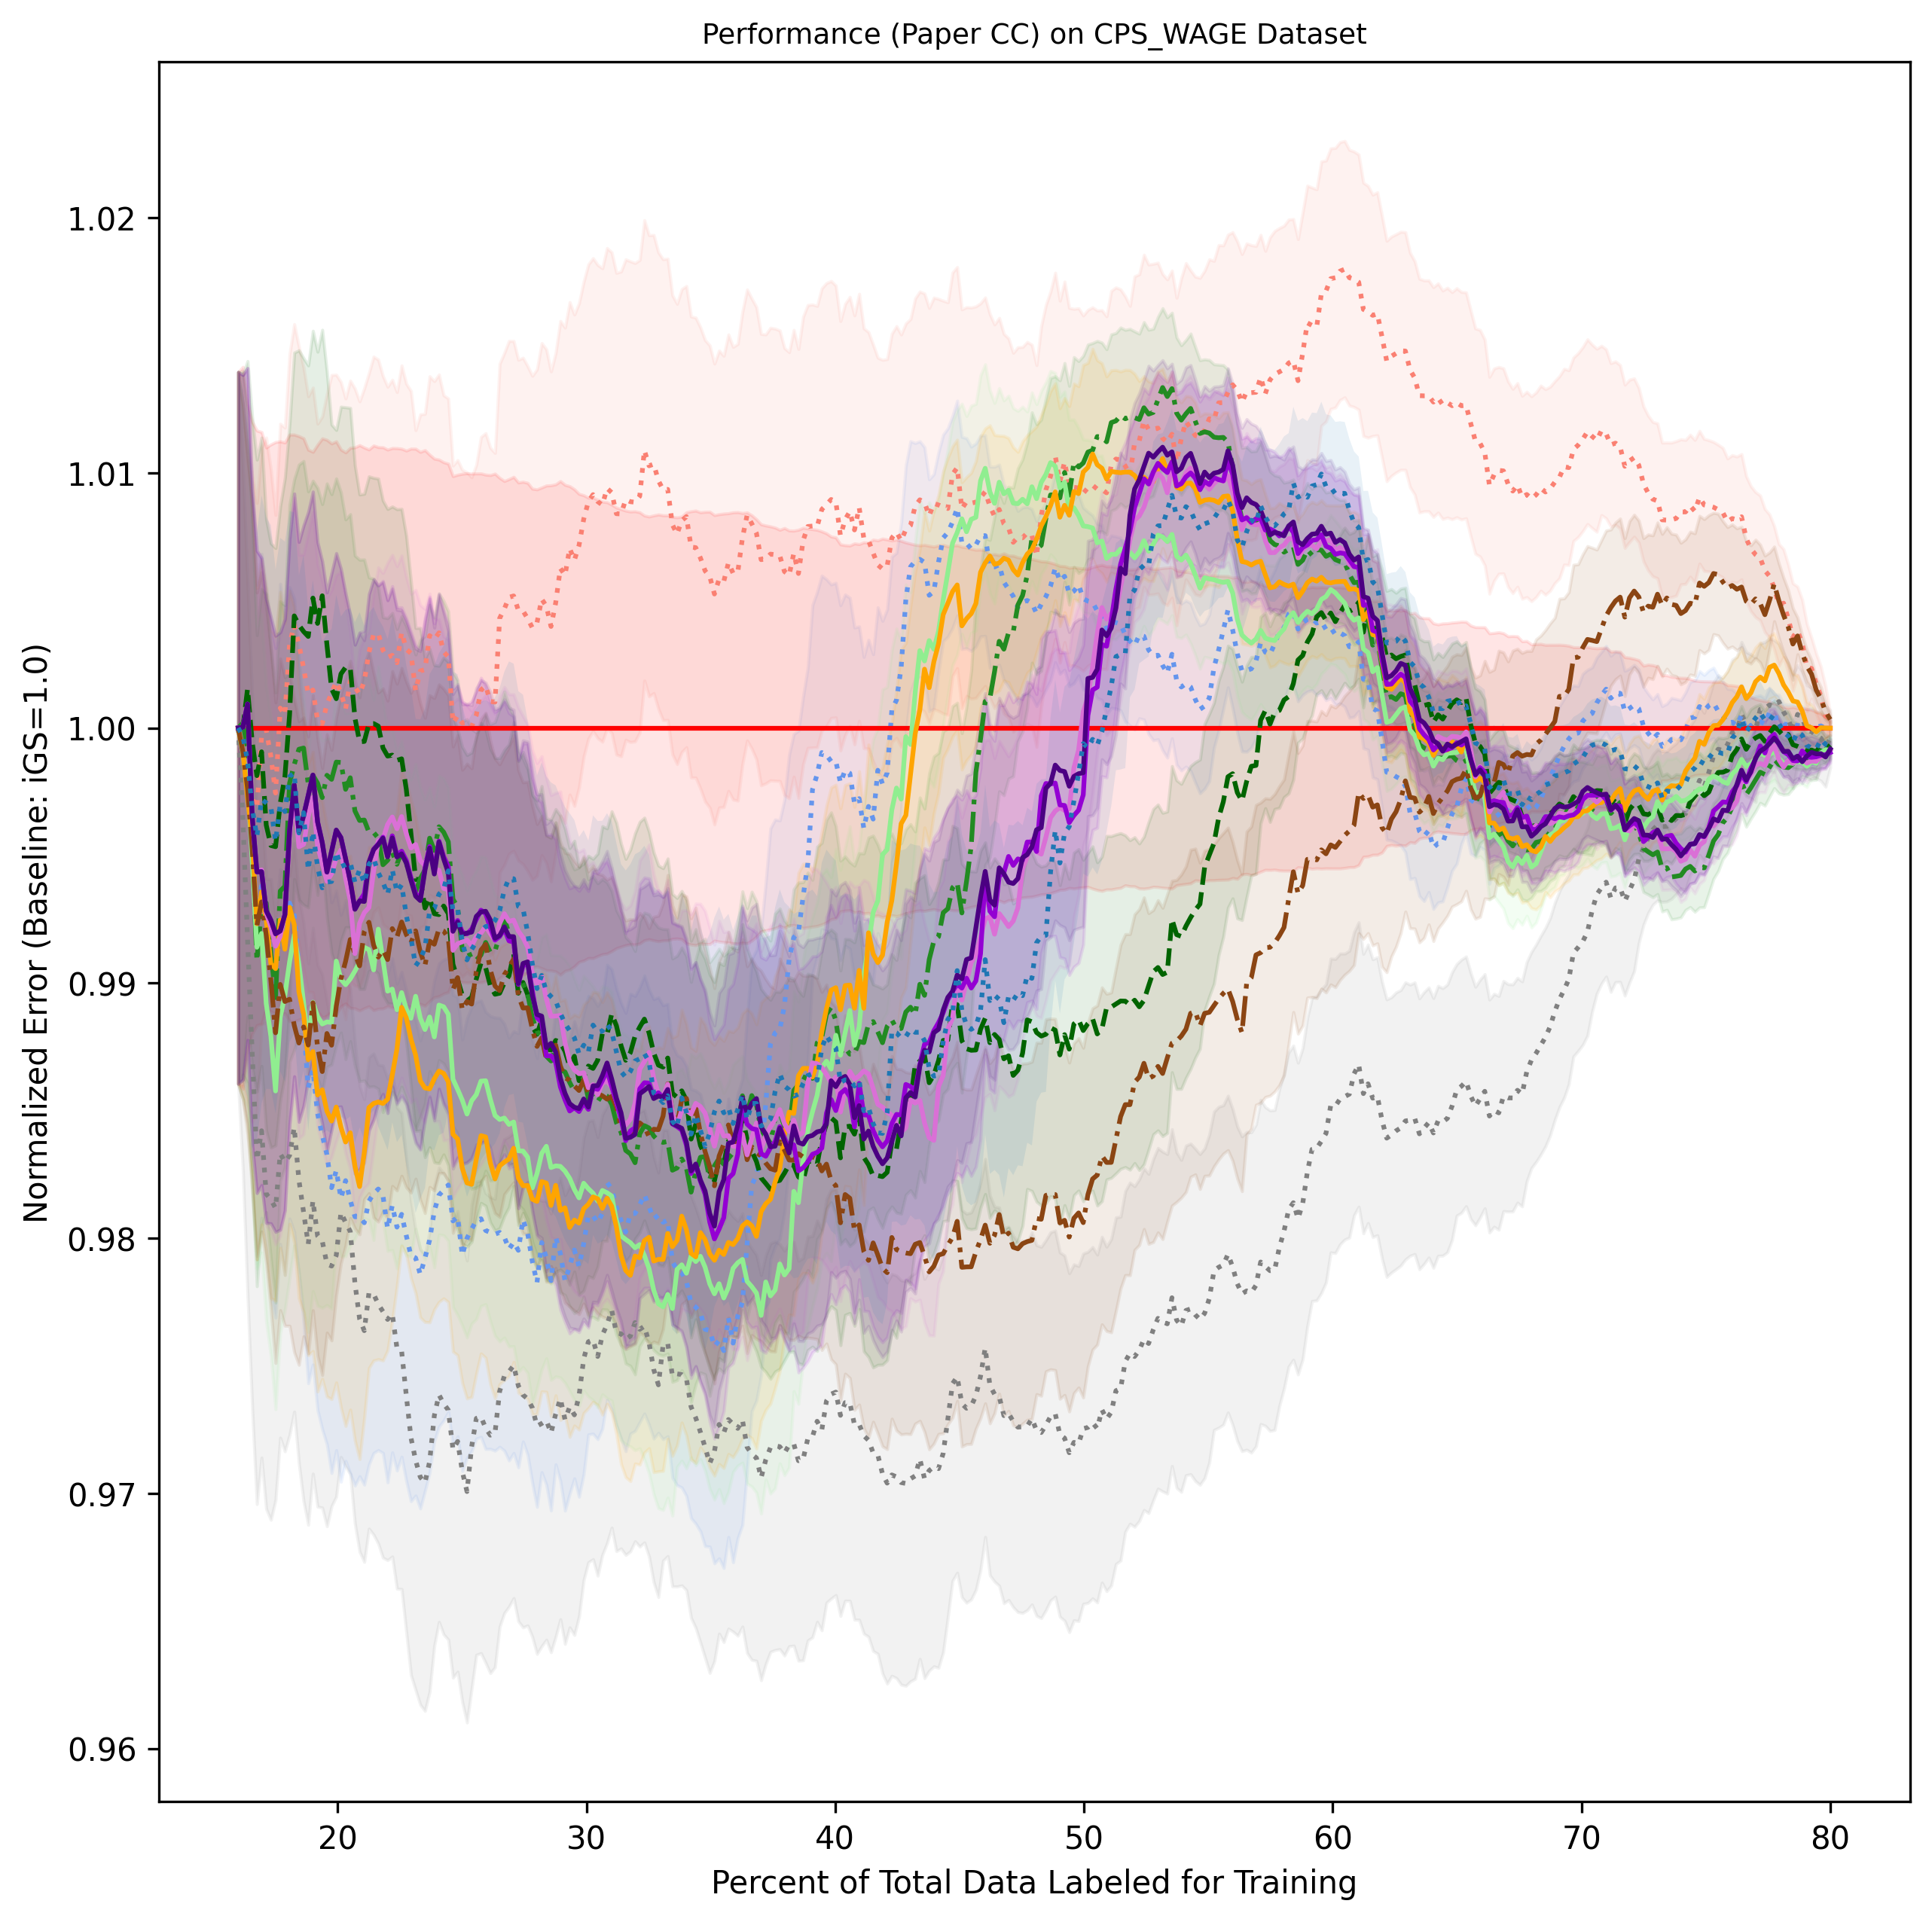 Performance (Paper CC) on CPS_WAGE Dataset
Normalized Error (Baseline: iGS=1.0)
1.02
1.01
1.00
0.99
0.98
0.97
0.96
20 30 40 50 60 70 80
Percent of Total Data Labeled for Training